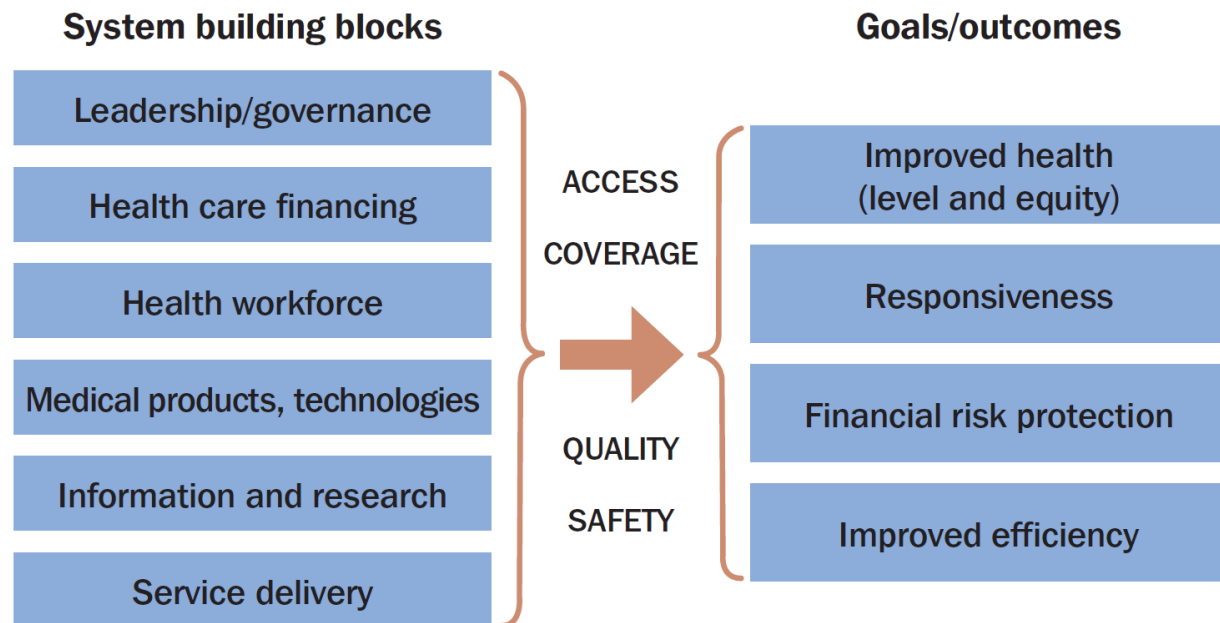 System building blocks
Leadership/governance
Health care financing
Health workforce
Medical products, technologies
Information and research
Service delivery
ACCESS
COVERAGE
QUALITY
SAFETY
Goals/outcomes
Improved health
(level and equity)
Responsiveness
Financial risk protection
Improved efficiency